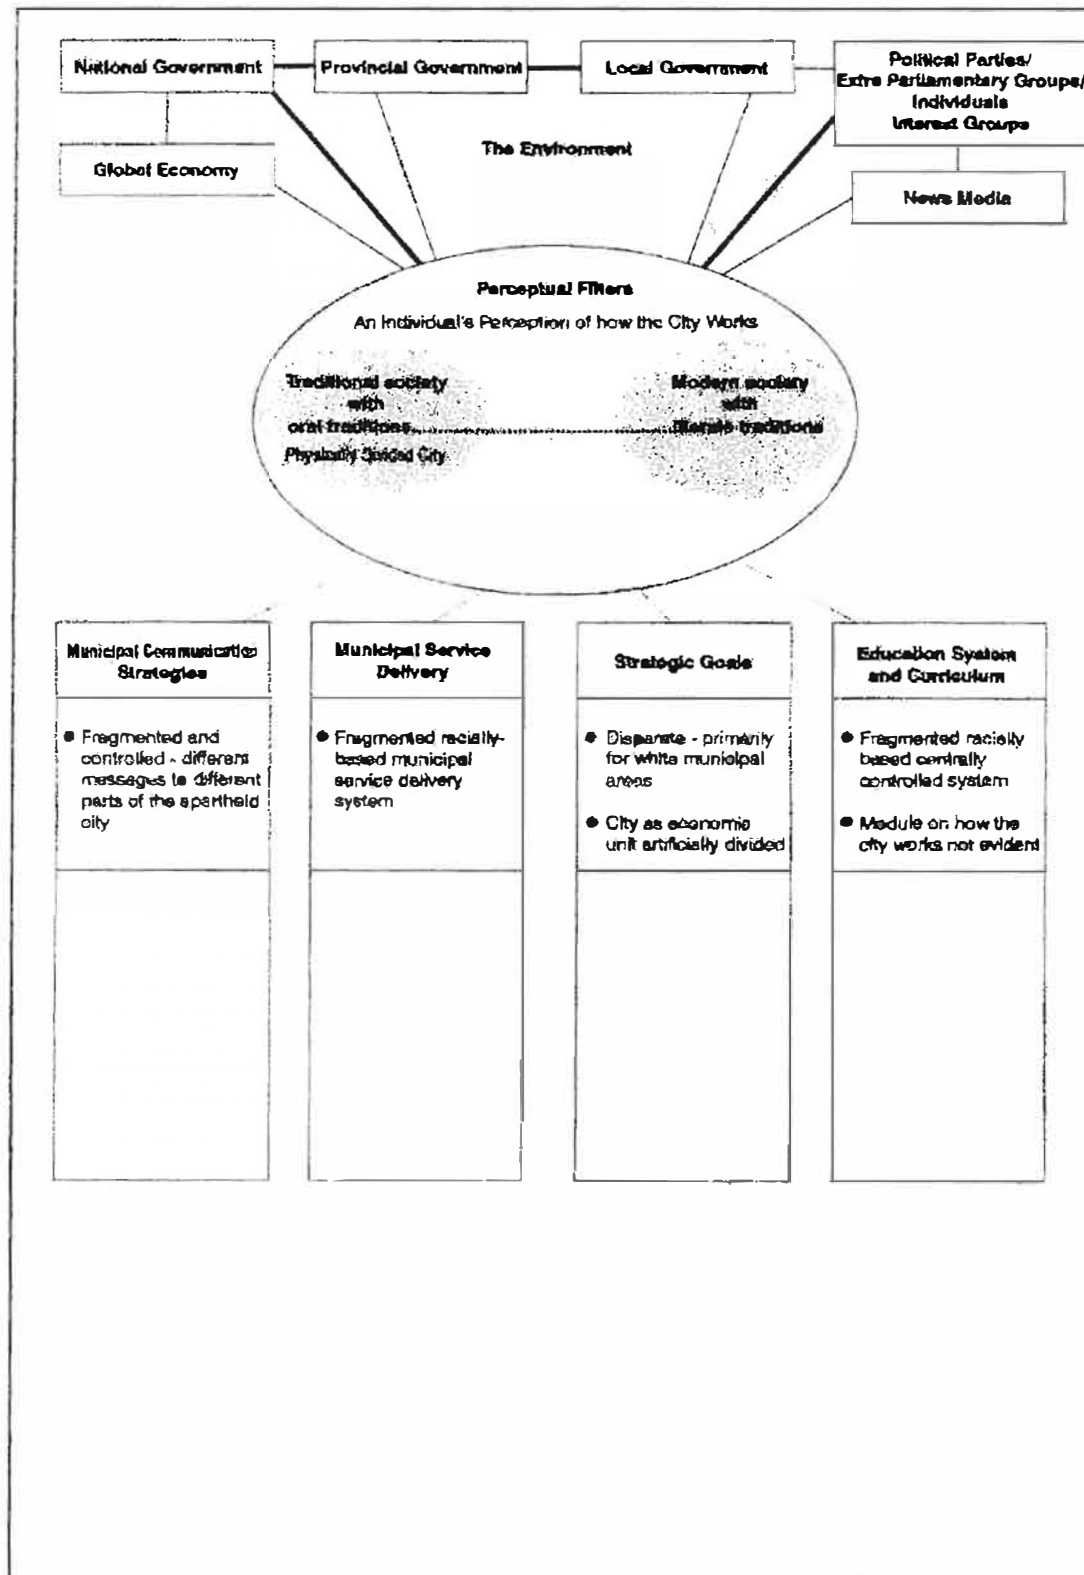 National Government
Provincial Government
Local Government
Political Parties/
Extra Parliamentary Groups/
Individuals
Interest Groups
The Environment
Global Economy
News Media
Perceptual Filters
An Individual's Perception of how the City Works
Traditional society
with
oral traditions
Physically Divided City
Modern society
with
literate traditions
Municipal Communication
Strategies
● Fragmented and
controlled - different
messages to different
parts of the apartheid
city
Municipal Service
Delivery
● Fragmented racially-
based municipal
service delivery
system
Strategic Goals
● Disparate - primarily
for white municipal
areas
● City as economic
unit artificially divided
Education System
and Curriculum
● Fragmented racially
based centrally
controlled system
● Module on how the
city works not evident